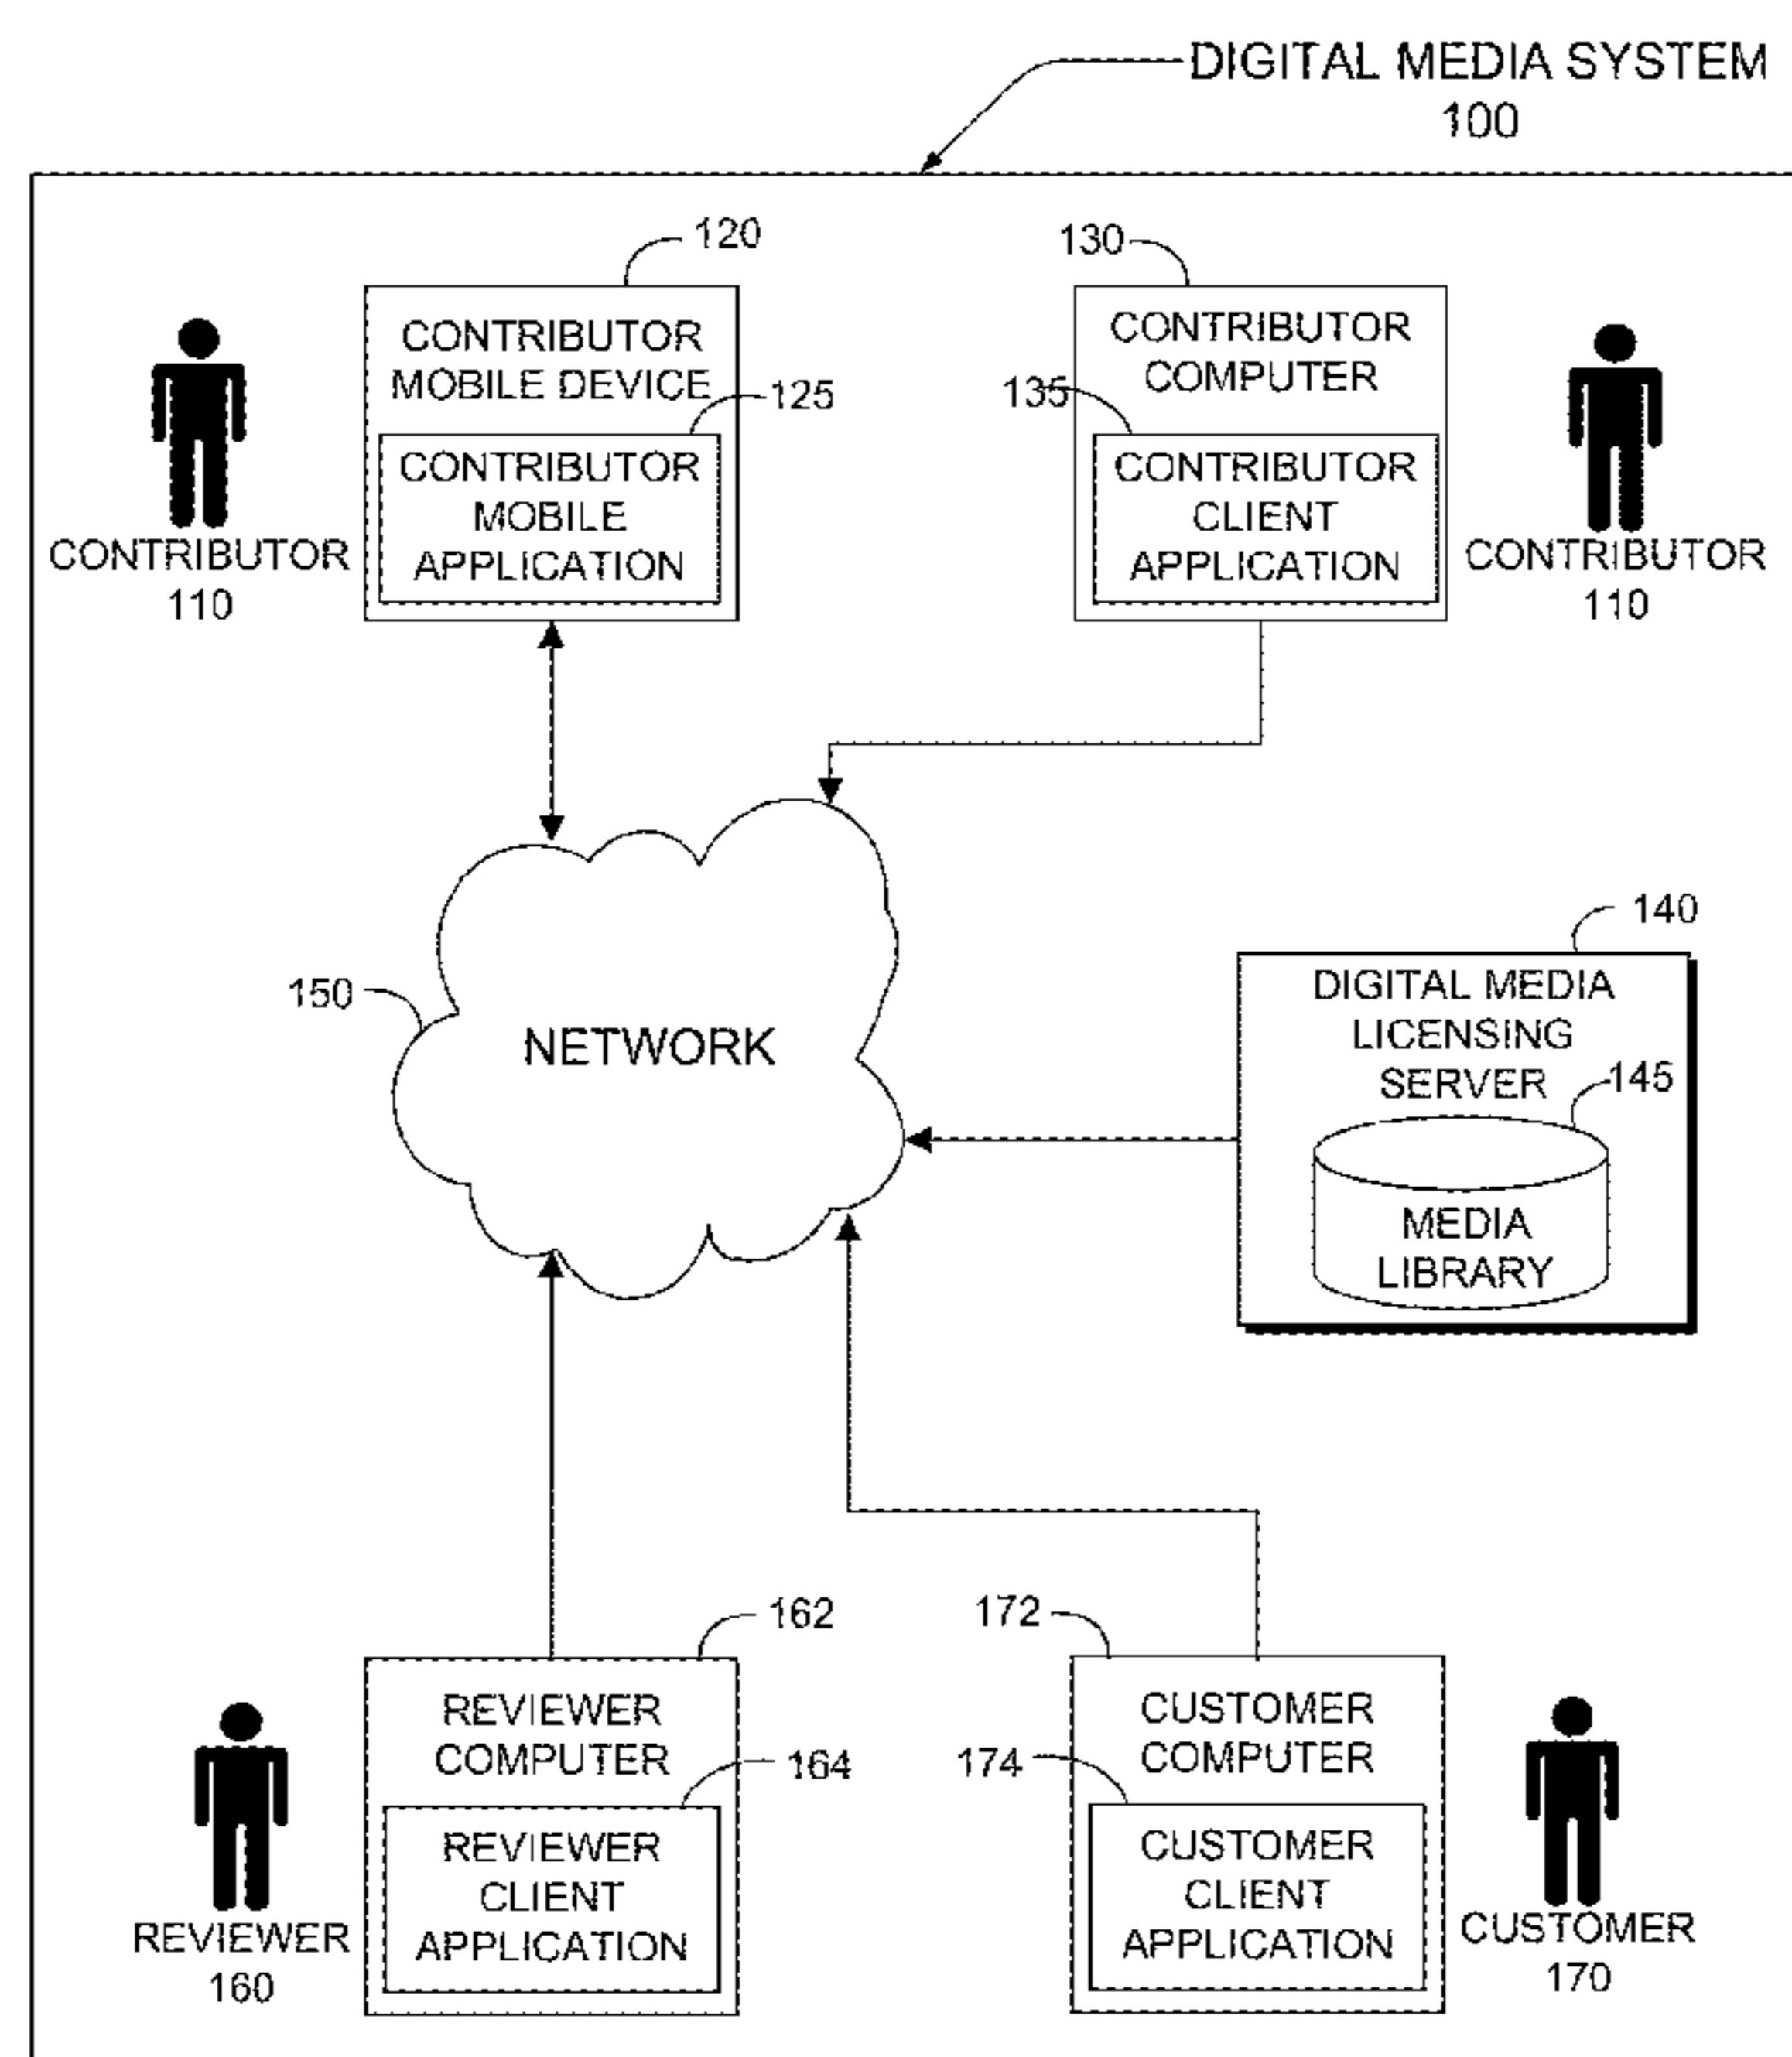 DIGITAL MEDIA SYSTEM
100
120
130
CONTRIBUTOR
MOBILE DEVICE
125
CONTRIBUTOR
MOBILE
APPLICATION
CONTRIBUTOR
110
CONTRIBUTOR
COMPUTER
135
CONTRIBUTOR
CLIENT
APPLICATION
CONTRIBUTOR
110
150
NETWORK
140
DIGITAL MEDIA
LICENSING
SERVER
145
MEDIA
LIBRARY
162
REVIEWER
COMPUTER
164
REVIEWER
CLIENT
APPLICATION
REVIEWER
160
172
CUSTOMER
COMPUTER
174
CUSTOMER
CLIENT
APPLICATION
CUSTOMER
170